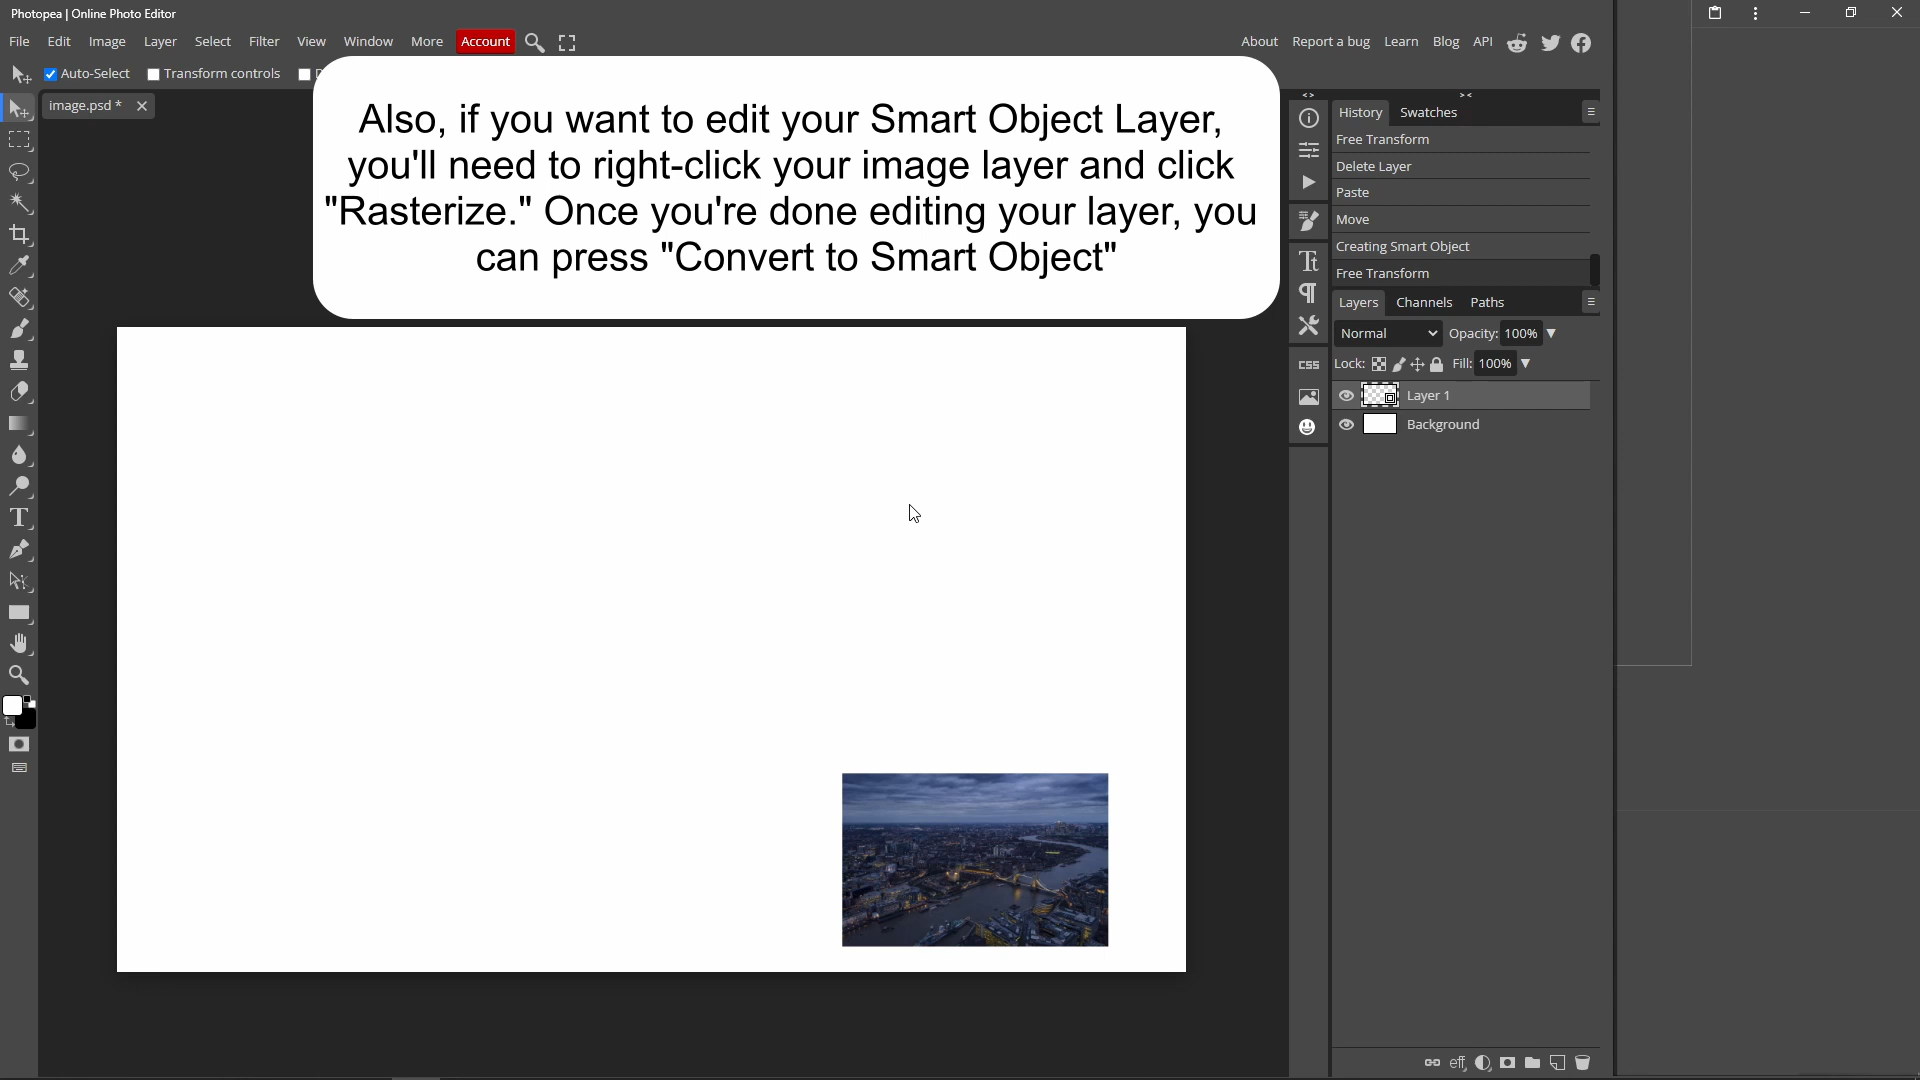 Photopea | Online Photo Editor
File Edit Image Layer Select Filter View Window More Account
About Report a bug Learn Blog API
Auto-Select Transform controls
image.psd *
Also, if you want to edit your Smart Object Layer,
you'll need to right-click your image layer and click
"Rasterize." Once you're done editing your layer, you
can press "Convert to Smart Object"
History Swatches
Free Transform
Delete Layer
Paste
Move
Creating Smart Object
Free Transform
Layers Channels Paths
Normal Opacity: 100%
Lock: Fill: 100%
CSS
Layer 1
Background
eff